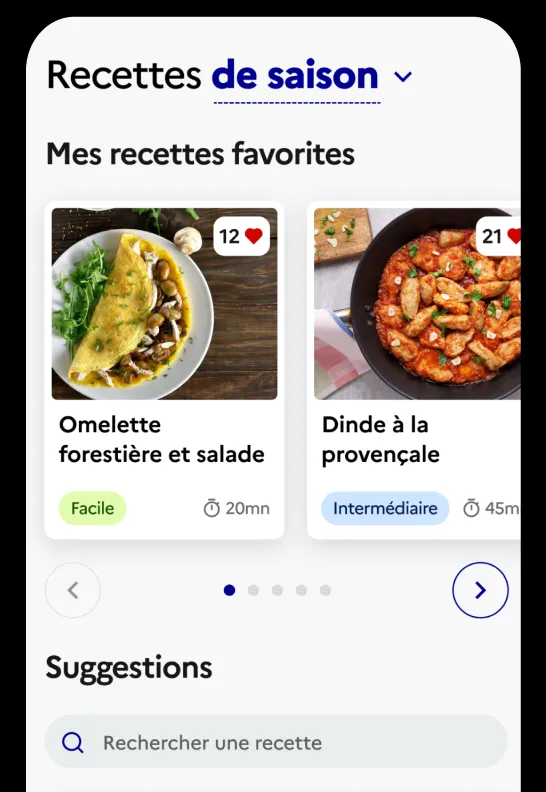 Recettes de saison
Mes recettes favorites
12
21
Omelette
forestière et salade
Dinde à la
provençale
Facile
20mn
Intermédiaire
45m
Suggestions
Rechercher une recette